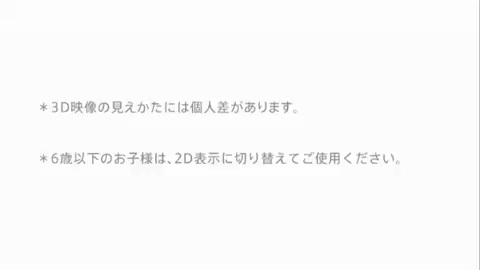 ＊3D映像の見えかたには個人差があります。
＊6歳以下のお子様は、2D表示に切り替えてご使用ください。